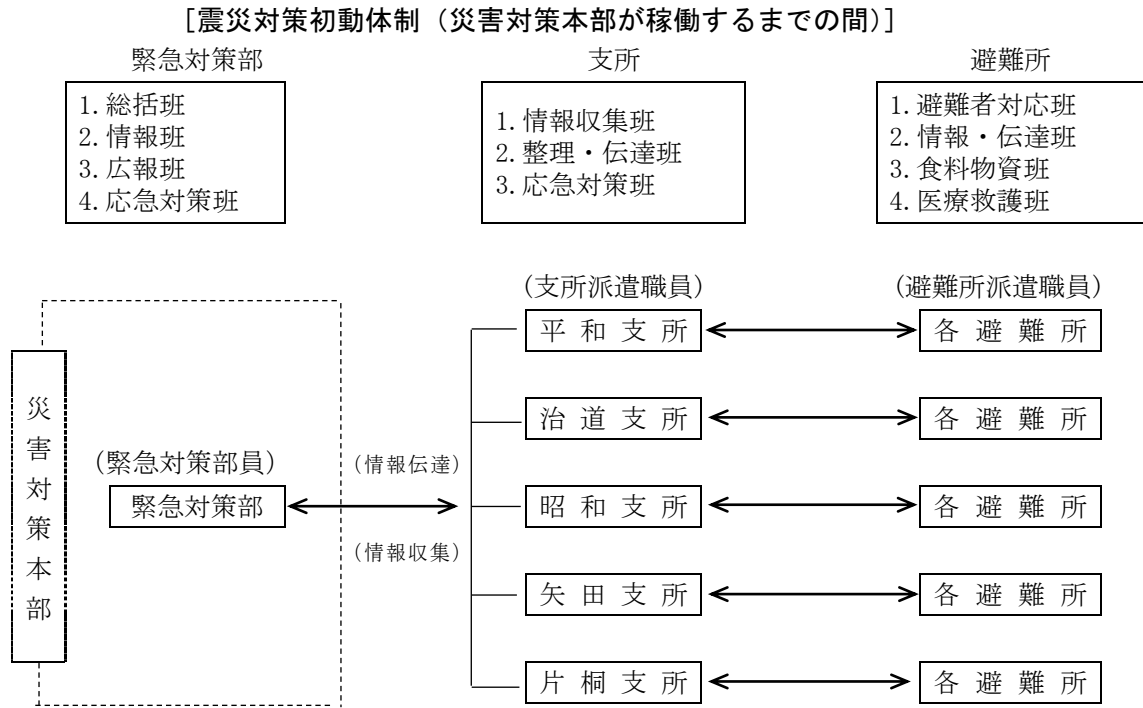 [震災対策初動体制（災害対策本部が稼働するまでの間）]
緊急対策部
1.総括班
2.情報班
3.広報班
4.応急対策班
支所
1.情報収集班
2.整理・伝達班
3.応急対策班
避難所
1.避難者対応班
2.情報・伝達班
3.食料物資班
4.医療救護班
災害対策本部
(緊急対策部員)
緊急対策部
(情報伝達)
(情報収集)
(支所派遣職員)
(避難所派遣職員)
平和支所
各避難所
治道支所
各避難所
昭和支所
各避難所
矢田支所
各避難所
片桐支所
各避難所